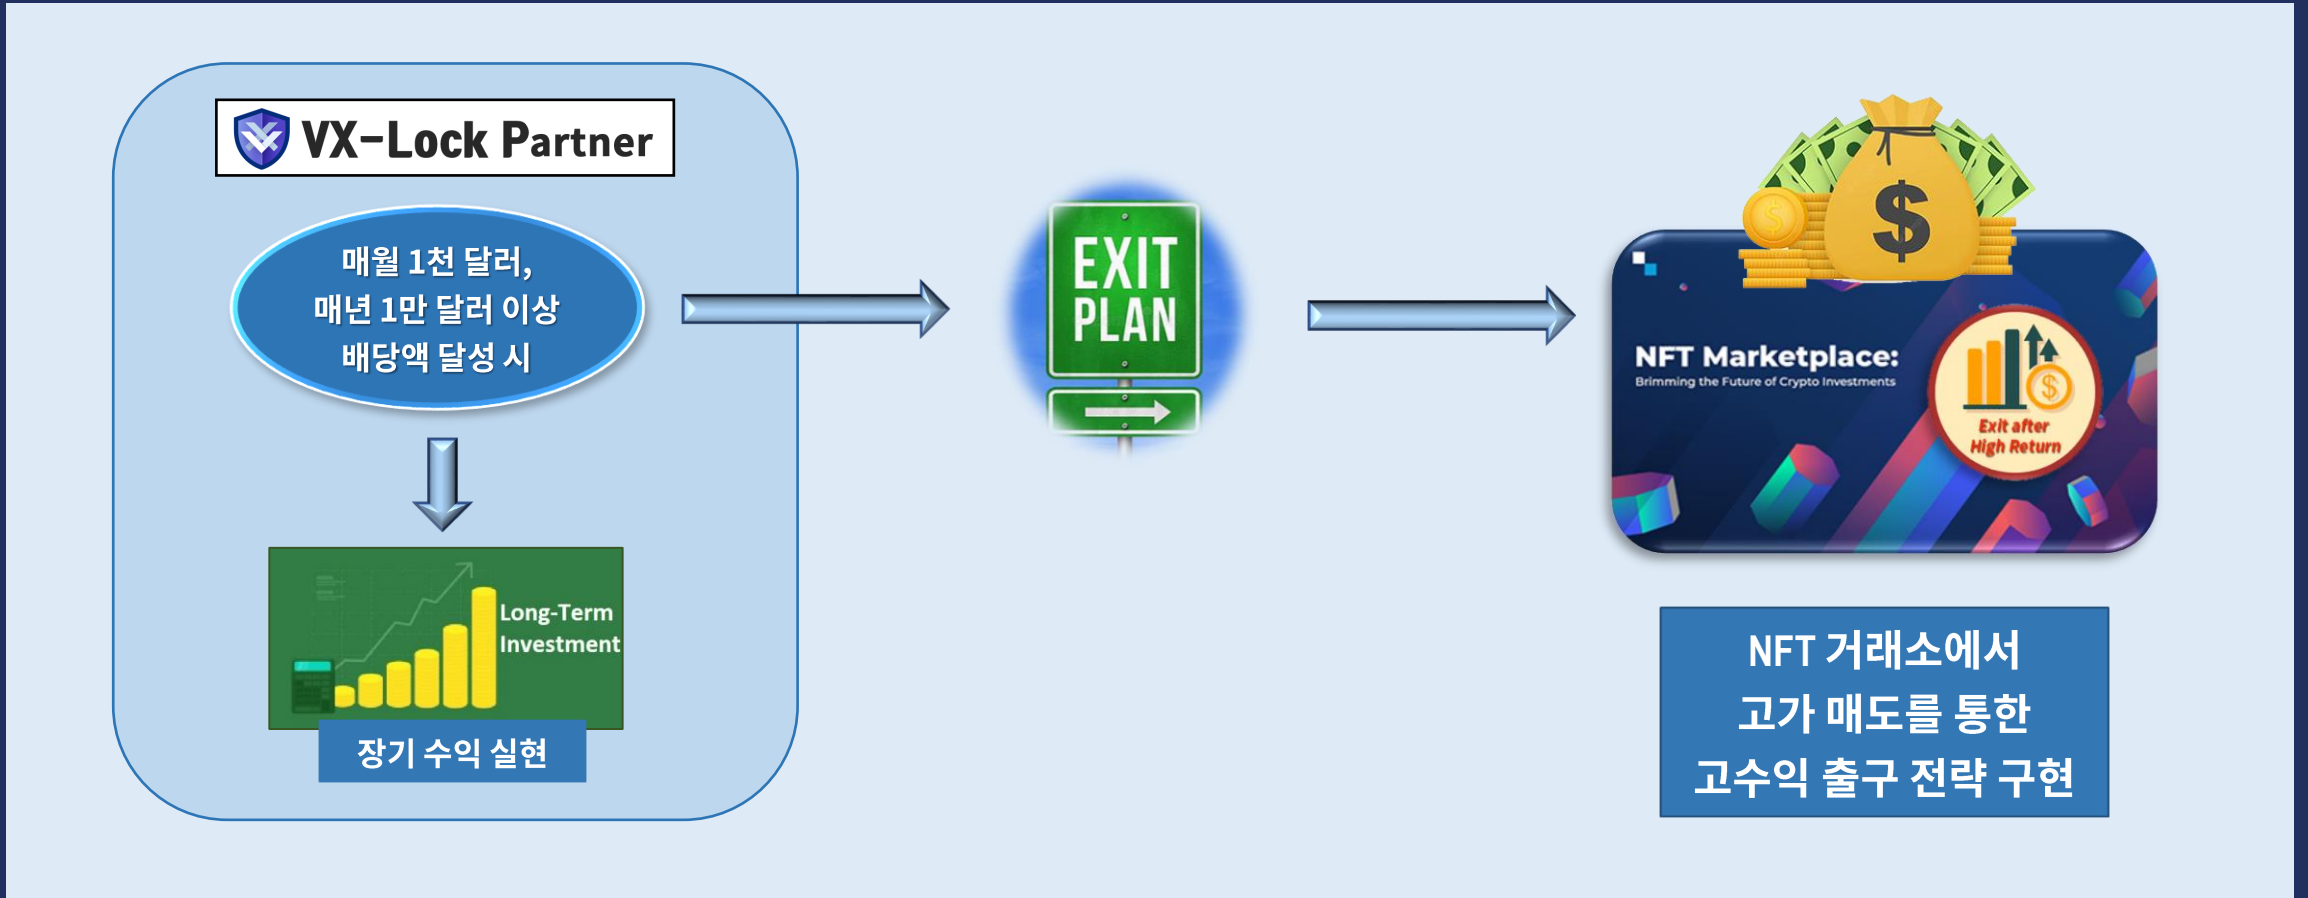 VX-Lock Partner
매월 1천 달러,
매년 1만 달러 이상
배당액 달성 시
Long-Term
Investment
장기 수익 실현
EXIT
PLAN
$
$
NFT Marketplace:
Brimming the Future of Crypto Investments
$
Exit after
High Return
NFT 거래소에서
고가 매도를 통한
고수익 출구 전략 구현